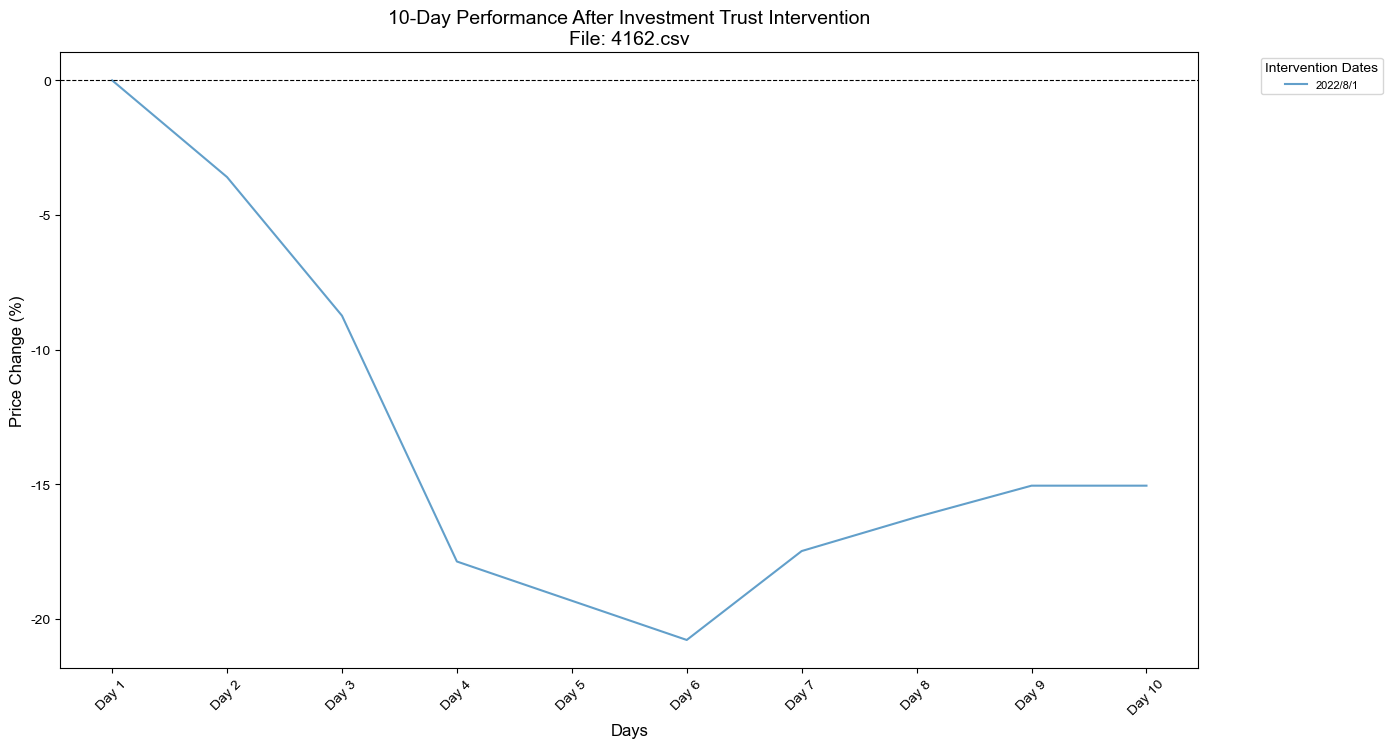 10-Day Performance After Investment Trust Intervention
File: 4162.csv
Intervention Dates
2022/8/1
Price Change (%)
0
-5
-10
-15
-20
Day 1
Day 2
Day 3
Day 4
Day 5
Day 6
Day 7
Day 8
Day 9
Day 10
Days